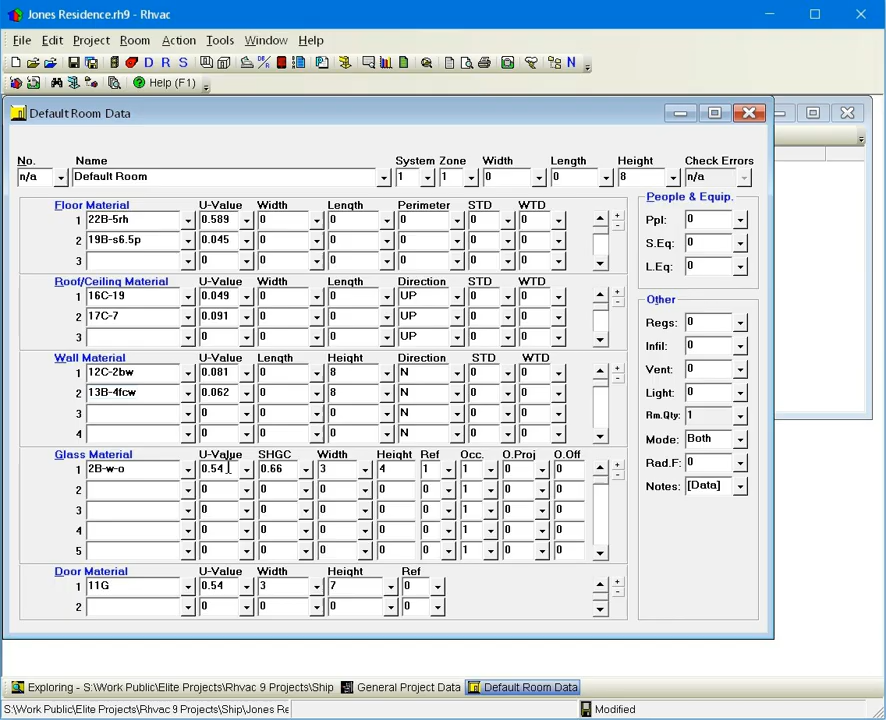 Jones Residence.rh9 - Rhvac
File Edit Project Room Action Tools Window Help
D R S N
Help (F1)
Default Room Data
No. Name System Zone Width Length Height Check Errors
n/a Default Room 1 1 0 0 8 n/a
Floor Material U-Value Width Length Perimeter STD WTD
1 22B-5rh 0.589 0 0 0 0 0
2 19B-s6.5p 0.045 0 0 0 0 0
3 0 0 0 0 0 0
Roof/Ceiling Material U-Value Width Length Direction STD WTD
1 16C-19 0.049 0 0 UP 0 0
2 17C-7 0.091 0 0 UP 0 0
3 0 0 0 UP 0 0
Wall Material U-Value Length Height Direction STD WTD
1 12C-2bw 0.081 0 8 N 0 0
2 13B-4fcw 0.062 0 8 N 0 0
3 0 0 0 N 0 0
4 0 0 0 N 0 0
Glass Material U-Value SHGC Width Height Ref Occ. O.Proj O.Off
1 2B-w-o 0.54 0.66 3 4 1 1 0 0
2 0 0 0 0 0 1 0 0
3 0 0 0 0 0 1 0 0
4 0 0 0 0 0 1 0 0
5 0 0 0 0 0 1 0 0
Door Material U-Value Width Height Ref
1 11G 0.54 3 7 0
2 0 0 0 0
People & Equip.
Ppl: 0
S.Eq: 0
L.Eq: 0
Other
Regs: 0
Infil: 0
Vent: 0
Light: 0
Rm.Qty: 1
Mode: Both
Rad.F: 0
Notes: [Data]
Exploring - S:\Work Public\Elite Projects\Rhvac 9 Projects\Ship General Project Data Default Room Data
S:\Work Public\Elite Projects\Rhvac 9 Projects\Ship\Jones Re Modified